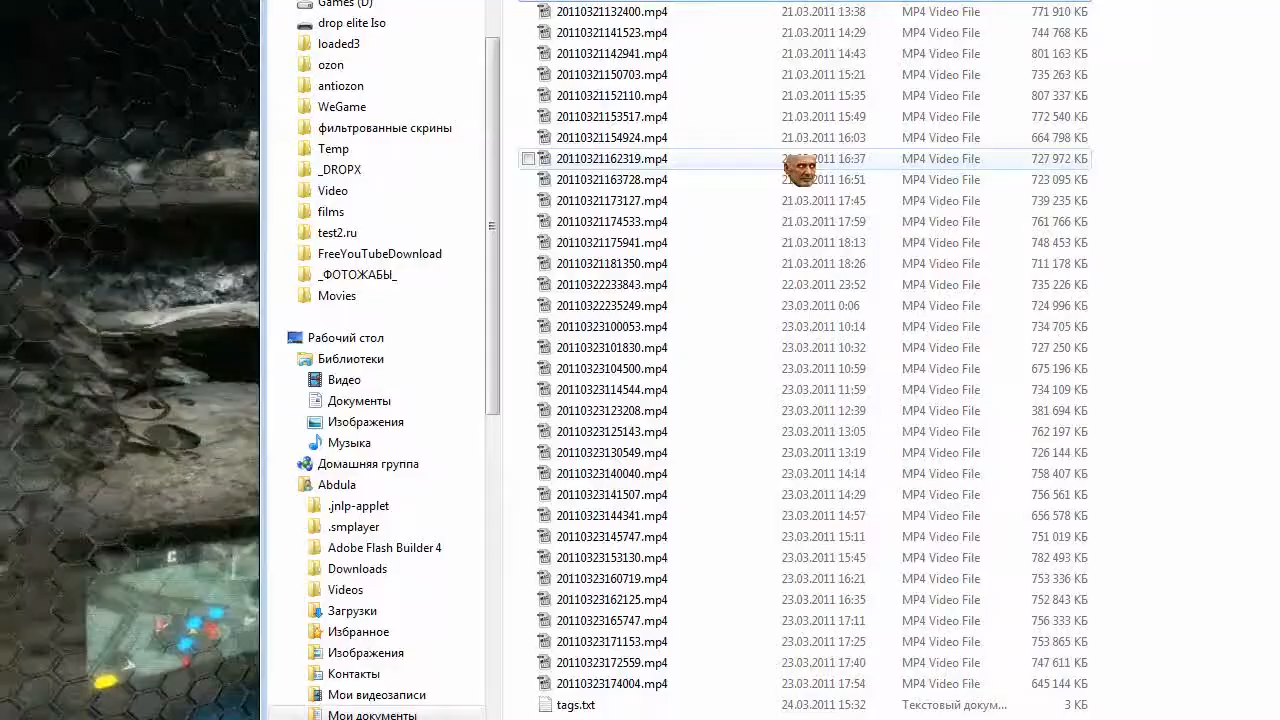 Games (D)
drop elite Iso
loaded3
ozon
antiozon
WeGame
фильтрованные скрины
Temp
_DROPX
Video
films
test2.ru
FreeYouTubeDownload
_ФОТОЖАБЫ_
Movies
Рабочий стол
Библиотеки
Видео
Документы
Изображения
Музыка
Домашняя группа
Abdula
.jnlp-applet
.smplayer
Adobe Flash Builder 4
Downloads
Videos
Загрузки
Избранное
Изображения
Контакты
Мои видеозаписи
Мои документы
20110321132400.mp4 21.03.2011 13:38 MP4 Video File 771 910 КБ
20110321141523.mp4 21.03.2011 14:29 MP4 Video File 744 768 КБ
20110321142941.mp4 21.03.2011 14:43 MP4 Video File 801 163 КБ
20110321150703.mp4 21.03.2011 15:21 MP4 Video File 735 263 КБ
20110321152110.mp4 21.03.2011 15:35 MP4 Video File 807 337 КБ
20110321153517.mp4 21.03.2011 15:49 MP4 Video File 772 540 КБ
20110321154924.mp4 21.03.2011 16:03 MP4 Video File 664 798 КБ
20110321162319.mp4 16:37 MP4 Video File 727 972 КБ
20110321163728.mp4 16:51 MP4 Video File 723 095 КБ
20110321173127.mp4 21.03.2011 17:45 MP4 Video File 739 235 КБ
20110321174533.mp4 21.03.2011 17:59 MP4 Video File 761 766 КБ
20110321175941.mp4 21.03.2011 18:13 MP4 Video File 748 453 КБ
20110321181350.mp4 21.03.2011 18:26 MP4 Video File 711 178 КБ
20110322233843.mp4 22.03.2011 23:52 MP4 Video File 735 226 КБ
20110322235249.mp4 23.03.2011 0:06 MP4 Video File 724 996 КБ
20110323100053.mp4 23.03.2011 10:14 MP4 Video File 734 705 КБ
20110323101830.mp4 23.03.2011 10:32 MP4 Video File 727 250 КБ
20110323104500.mp4 23.03.2011 10:59 MP4 Video File 675 196 КБ
20110323114544.mp4 23.03.2011 11:59 MP4 Video File 734 109 КБ
20110323123208.mp4 23.03.2011 12:39 MP4 Video File 381 694 КБ
20110323125143.mp4 23.03.2011 13:05 MP4 Video File 762 197 КБ
20110323130549.mp4 23.03.2011 13:19 MP4 Video File 726 144 КБ
20110323140040.mp4 23.03.2011 14:14 MP4 Video File 758 407 КБ
20110323141507.mp4 23.03.2011 14:29 MP4 Video File 756 561 КБ
20110323144341.mp4 23.03.2011 14:57 MP4 Video File 656 578 КБ
20110323145747.mp4 23.03.2011 15:11 MP4 Video File 751 019 КБ
20110323153130.mp4 23.03.2011 15:45 MP4 Video File 782 493 КБ
20110323160719.mp4 23.03.2011 16:21 MP4 Video File 753 336 КБ
20110323162125.mp4 23.03.2011 16:35 MP4 Video File 752 843 КБ
20110323165747.mp4 23.03.2011 17:11 MP4 Video File 756 333 КБ
20110323171153.mp4 23.03.2011 17:25 MP4 Video File 753 865 КБ
20110323172559.mp4 23.03.2011 17:40 MP4 Video File 747 611 КБ
20110323174004.mp4 23.03.2011 17:54 MP4 Video File 645 144 КБ
tags.txt 24.03.2011 15:32 Текстовый докум... 3 КБ